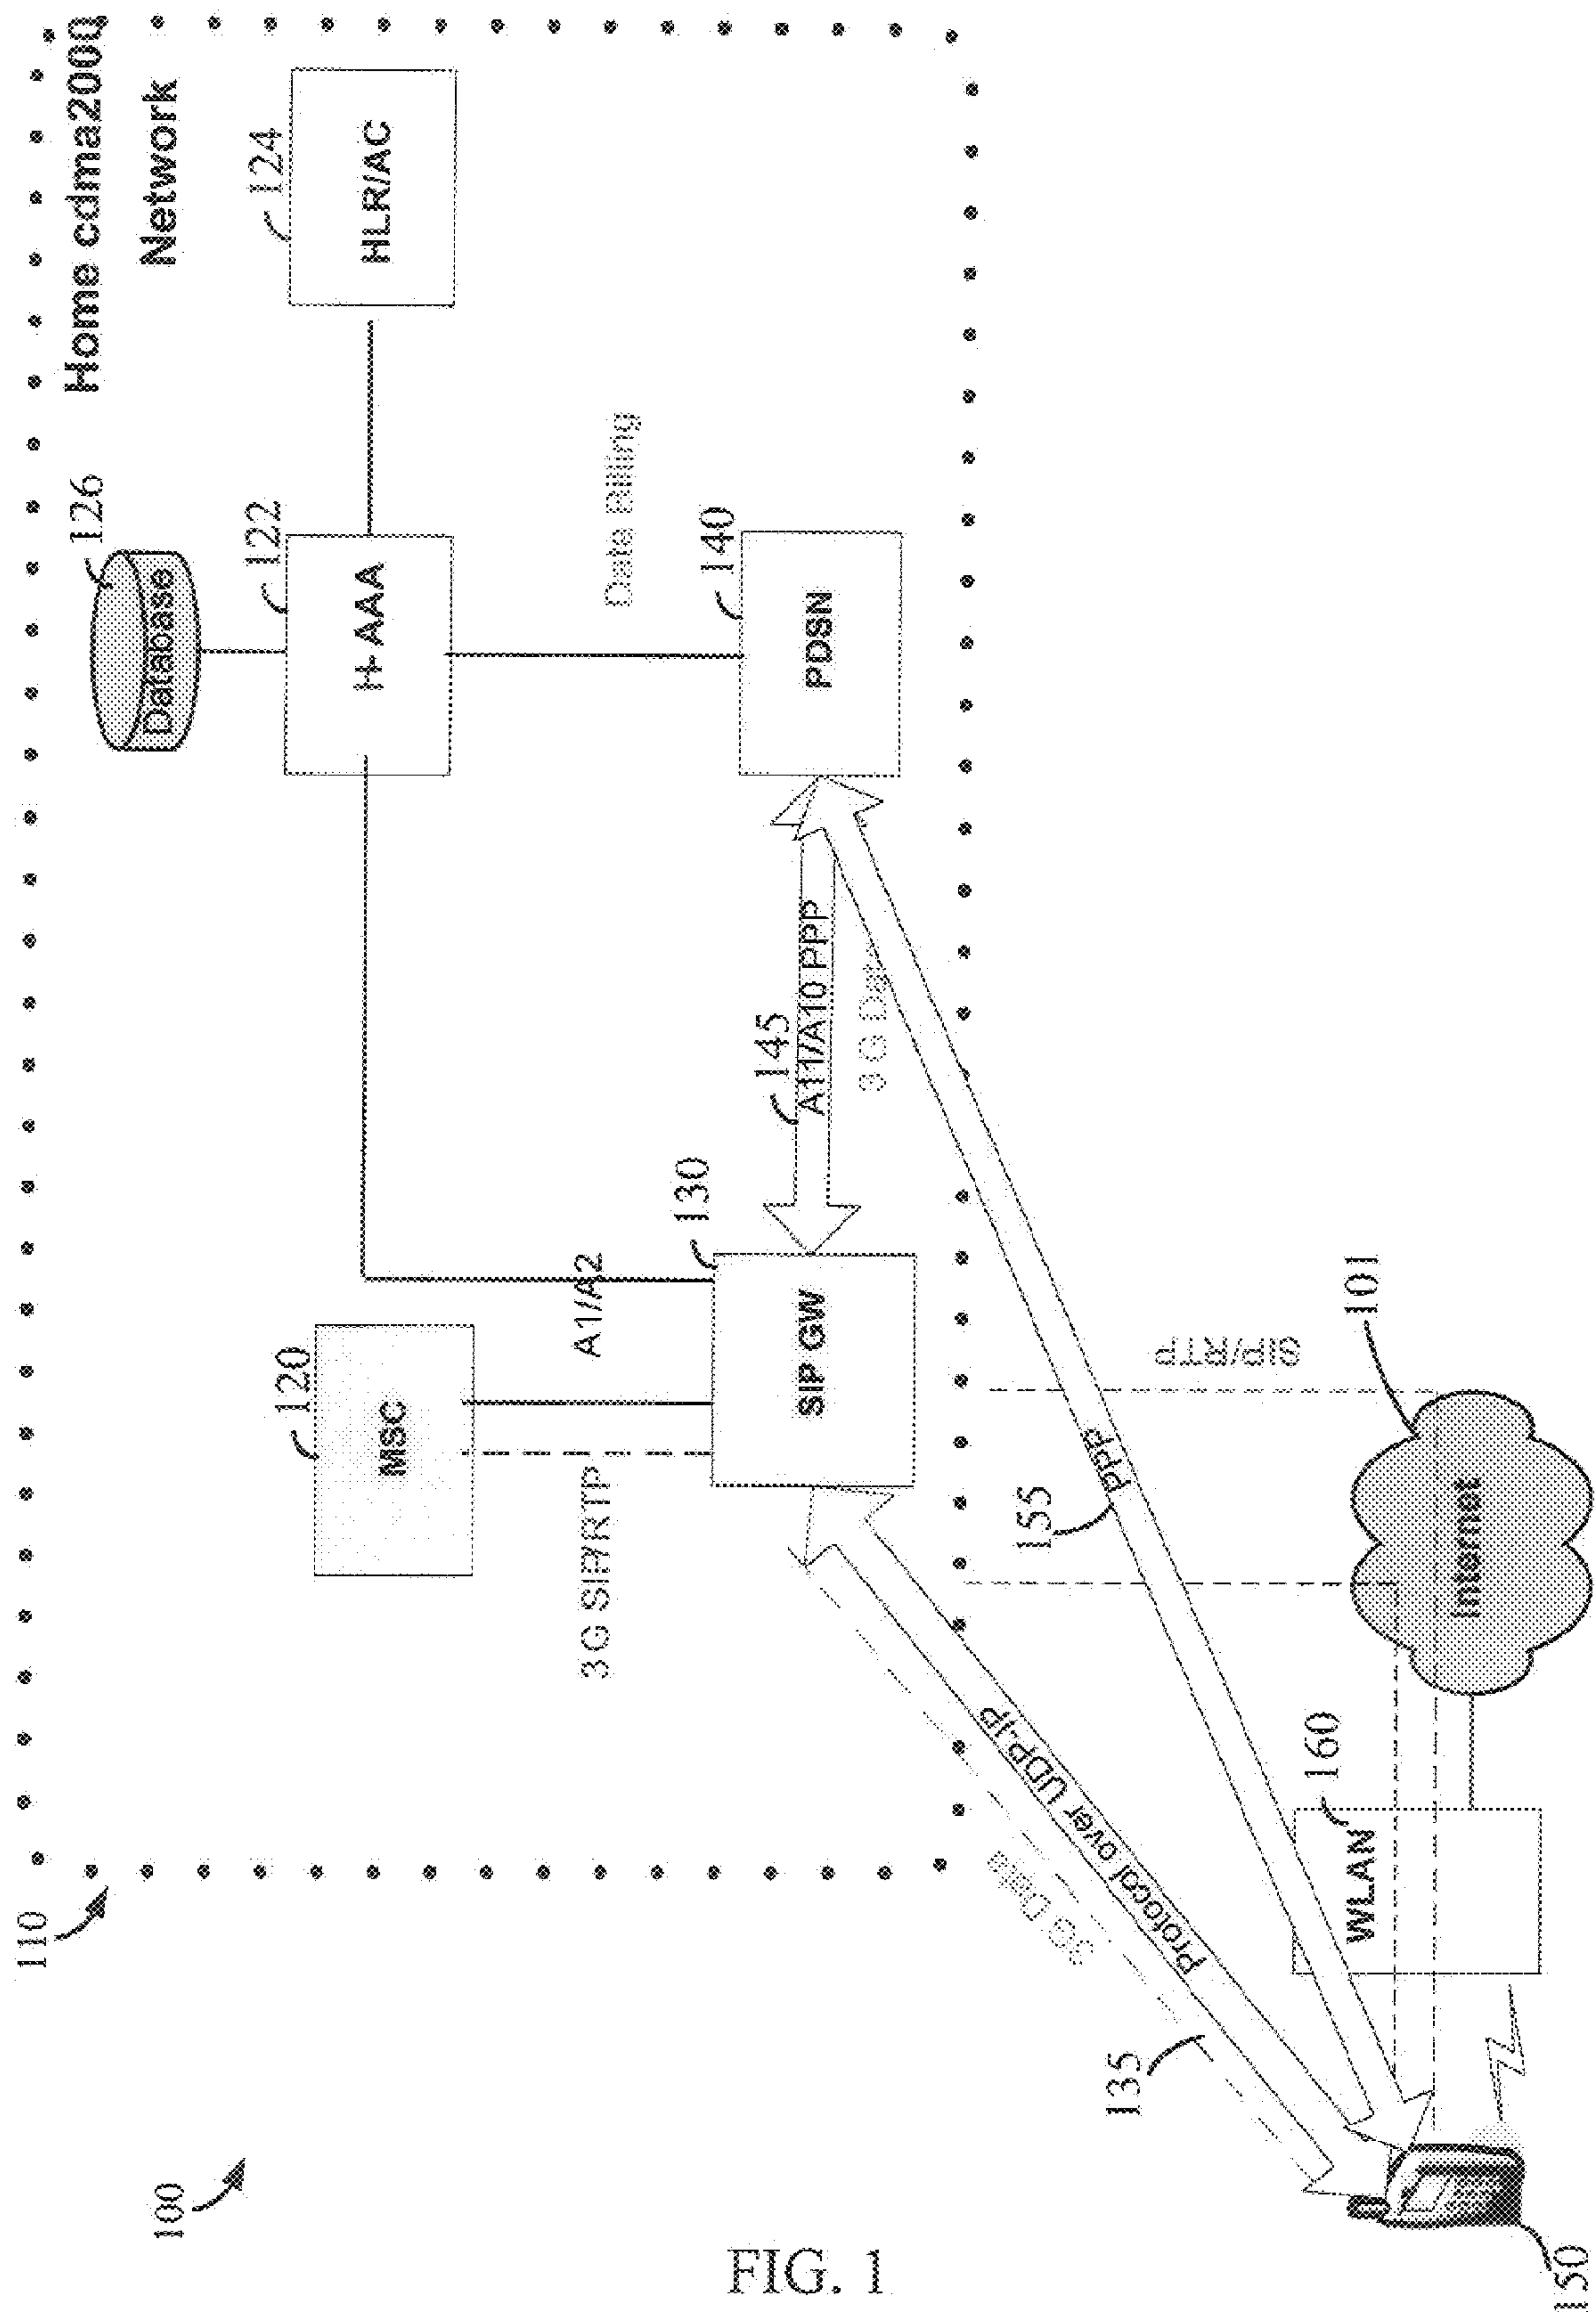 100
110
Home cdma2000
Network
126
Database
122
H-AAA
124
HLR/AC
120
MSC
3G SIP/RTP
A1/A2
Date Billing
130
SIP GW
145
A11/A10 PPP
3 G Data
140
PDSN
3G Data
135
Protocol over UDP,IP
155
PPP
SIP/RTP
101
Internet
160
WLAN
150
FIG. 1